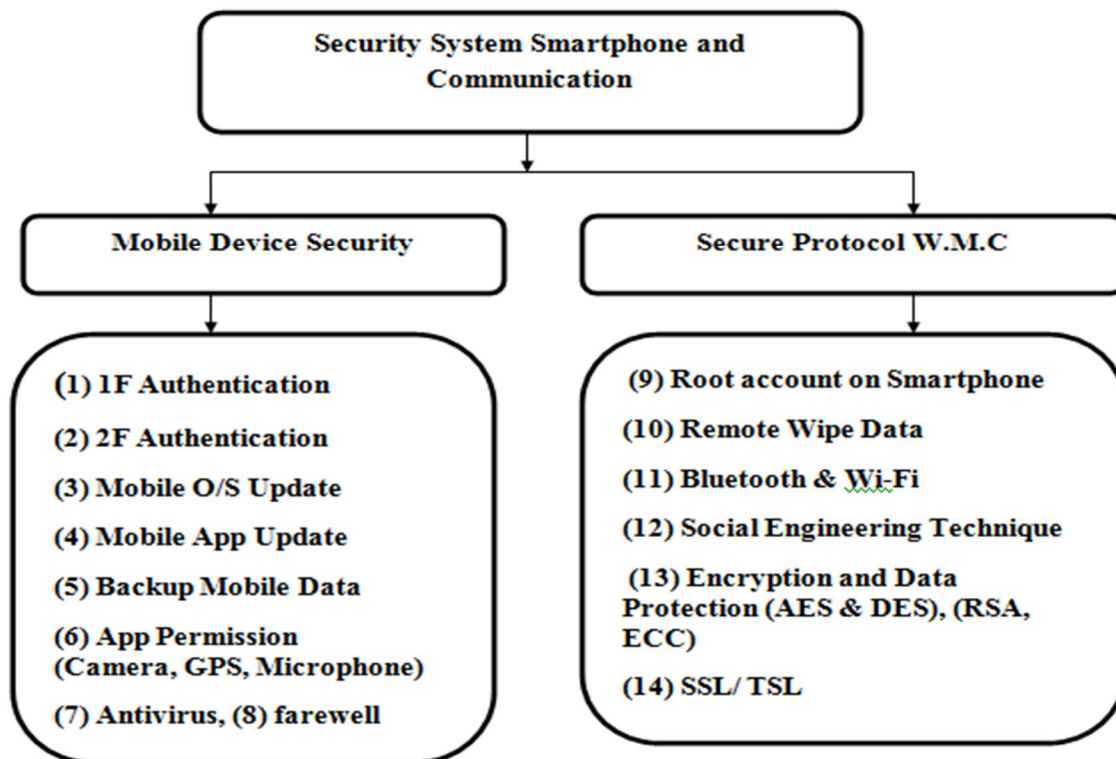 Security System Smartphone and
Communication
Mobile Device Security
Secure Protocol W.M.C
(1) 1F Authentication
(2) 2F Authentication
(3) Mobile O/S Update
(4) Mobile App Update
(5) Backup Mobile Data
(6) App Permission
(Camera, GPS, Microphone)
(7) Antivirus, (8) farewell
(9) Root account on Smartphone
(10) Remote Wipe Data
(11) Bluetooth & Wi-Fi
(12) Social Engineering Technique
(13) Encryption and Data
Protection (AES & DES), (RSA,
ECC)
(14) SSL/ TSL